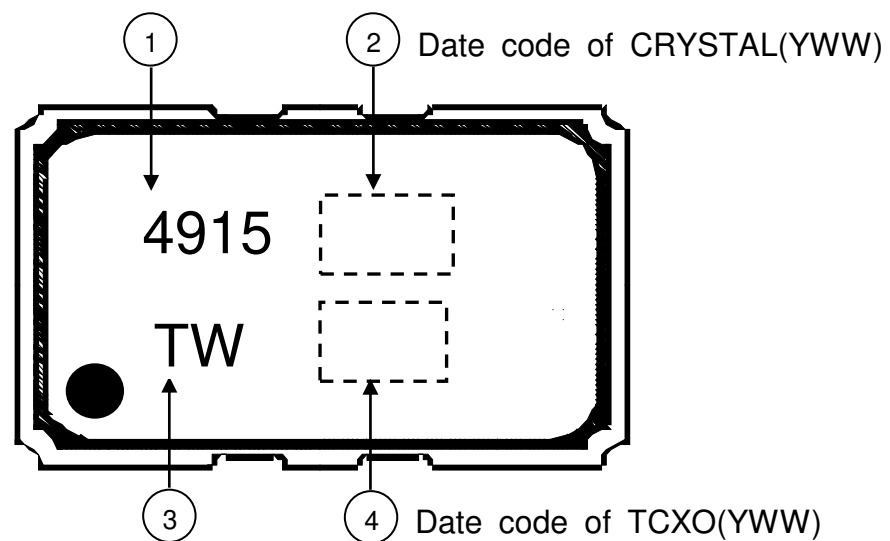 1
2 Date code of CRYSTAL(YWW)
4915
TW
3
4 Date code of TCXO(YWW)